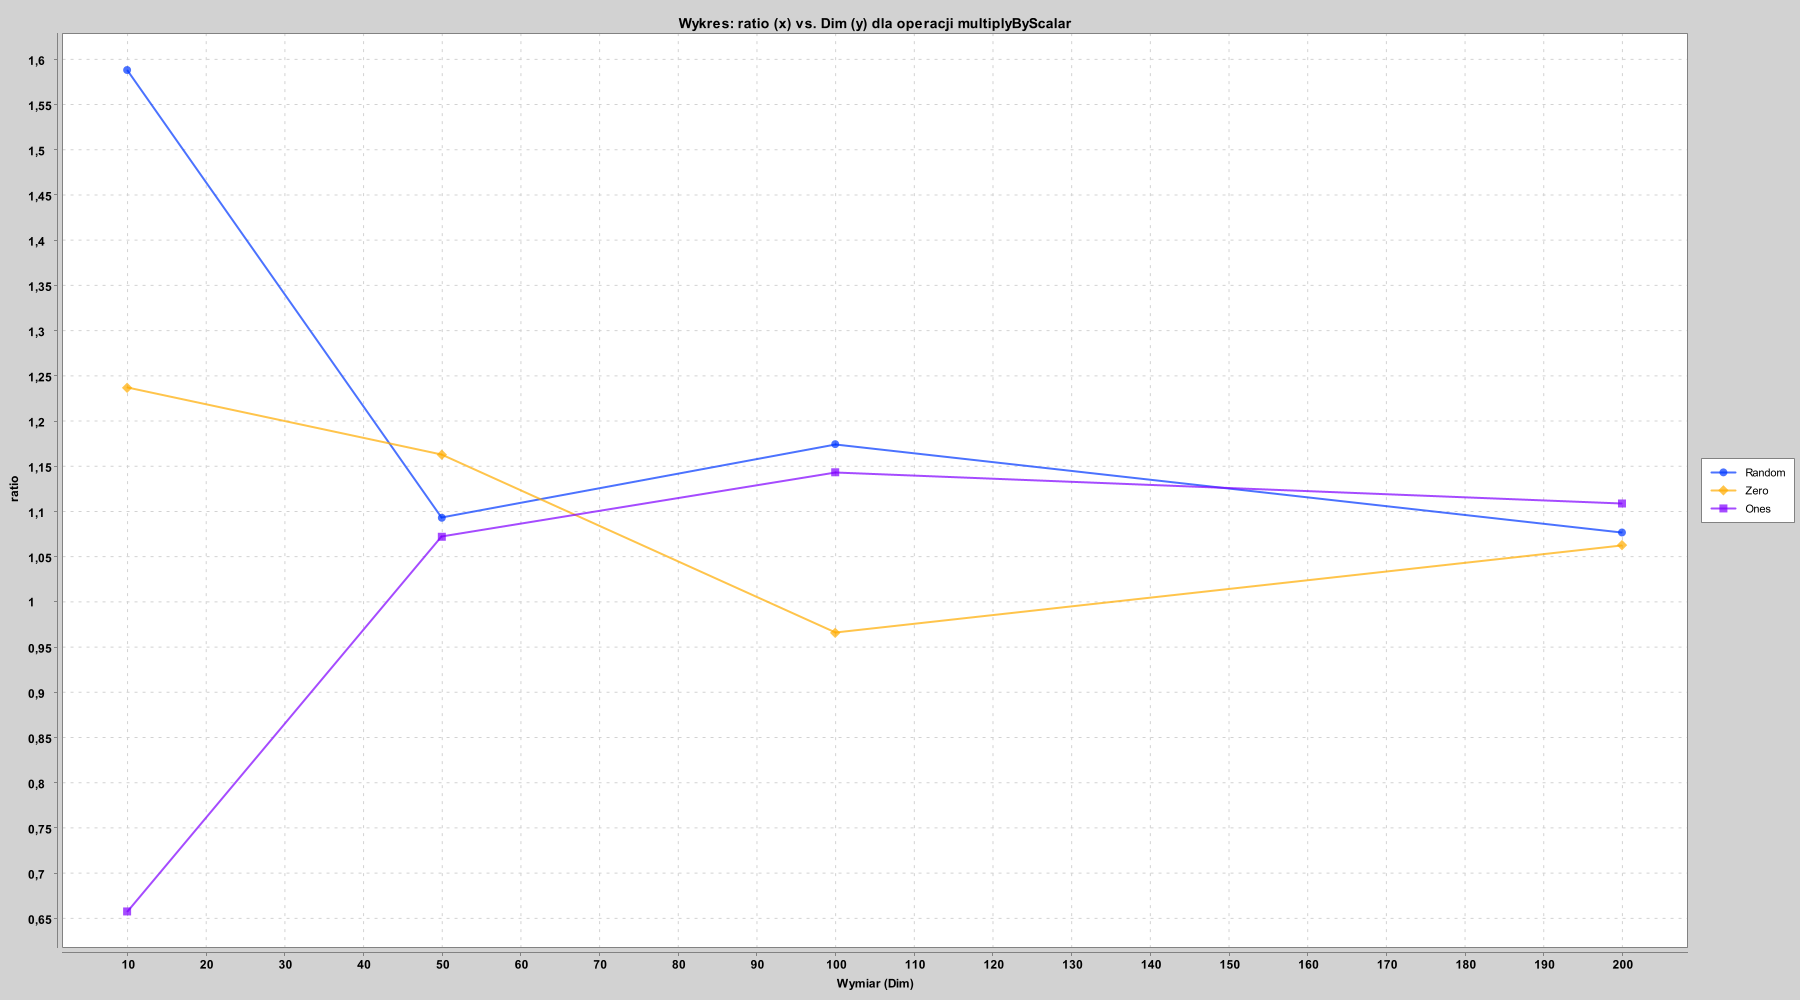 Wykres: ratio (x) vs. Dim (y) dla operacji multiplyByScalar
1,6
1,55
1,5
1,45
1,4
1,35
1,3
1,25
1,2
1,15
1,1
1,05
1
0,95
0,9
0,85
0,8
0,75
0,7
0,65
ratio
10 20 30 40 50 60 70 80 90 100 110 120 130 140 150 160 170 180 190 200
Wymiar (Dim)
Random
Zero
Ones